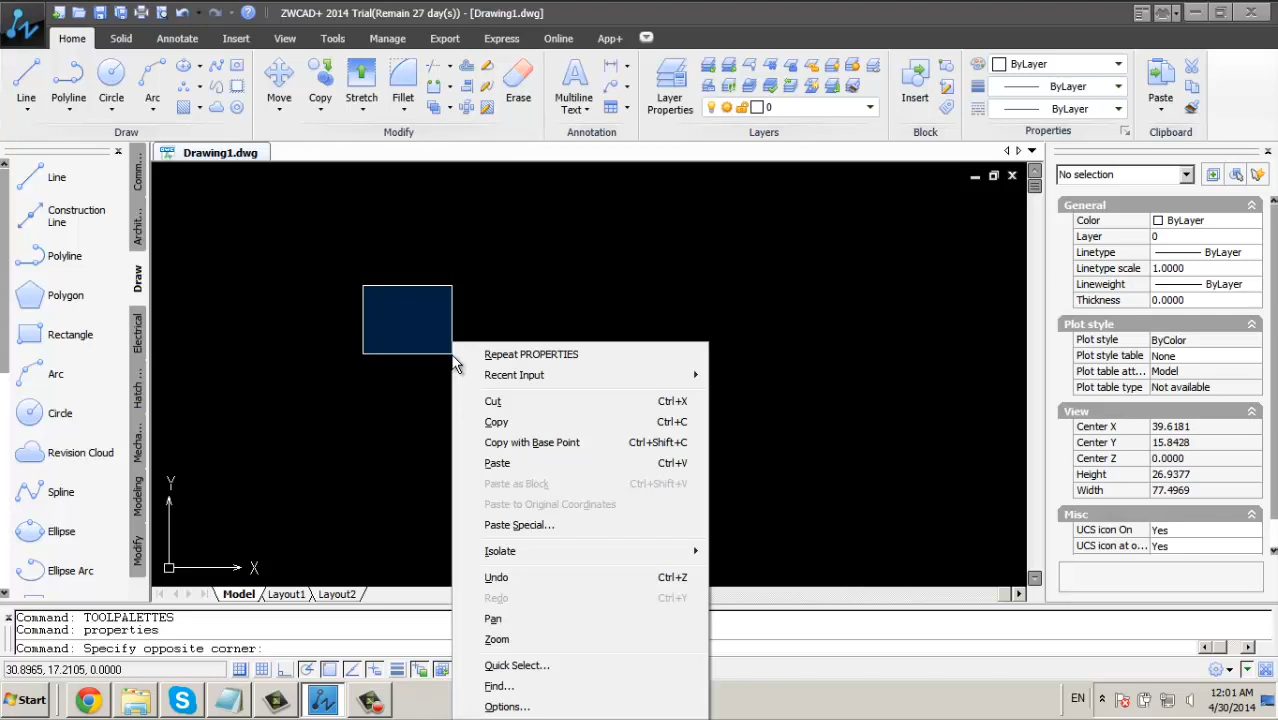 ZWCAD+ 2014 Trial(Remain 27 day(s)) - [Drawing1.dwg]
Home Solid Annotate Insert View Tools Manage Export Express Online App+
Line Polyline Circle Arc
Draw
Move Copy Stretch Fillet Erase
Modify
Multiline
Text
Annotation
Layer
Properties
0
Layers
Insert
Block
ByLayer
ByLayer
ByLayer
Properties
Paste
Clipboard
Drawing1.dwg
Line
Construction
Line
Polyline
Polygon
Rectangle
Arc
Circle
Revision Cloud
Spline
Ellipse
Ellipse Arc
Comm...
Archit...
Draw
Electrical
Hatch ...
Mecha...
Modeling
Modify
Y
X
Repeat PROPERTIES
Recent Input
Cut Ctrl+X
Copy Ctrl+C
Copy with Base Point Ctrl+Shift+C
Paste Ctrl+V
Paste as Block Ctrl+Shift+V
Paste to Original Coordinates
Paste Special...
Isolate
Undo Ctrl+Z
Redo Ctrl+Y
Pan
Zoom
Quick Select...
Find...
Options...
No selection
General
Color ByLayer
Layer 0
Linetype ByLayer
Linetype scale 1.0000
Lineweight ByLayer
Thickness 0.0000
Plot style
Plot style ByColor
Plot style table None
Plot table att... Model
Plot table type Not available
View
Center X 39.6181
Center Y 15.8428
Center Z 0.0000
Height 26.9377
Width 77.4969
Misc
UCS icon On Yes
UCS icon at o... Yes
Model Layout1 Layout2
Command: TOOLPALETTES
Command: properties
Command: Specify opposite corner:
30.8965, 17.2105, 0.0000
Start
EN
12:01 AM
4/30/2014